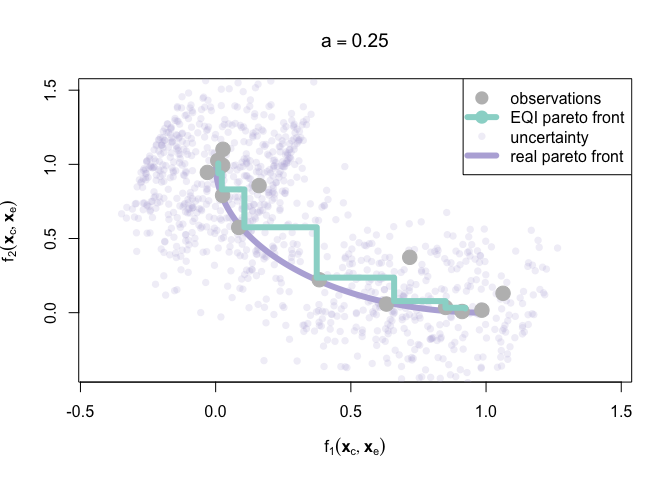 a = 0.25
observations
EQI pareto front
uncertainty
real pareto front
1.5
1.0
0.5
0.0
f2(xc, xe)
-0.5 0.0 0.5 1.0 1.5
f1(xc, xe)